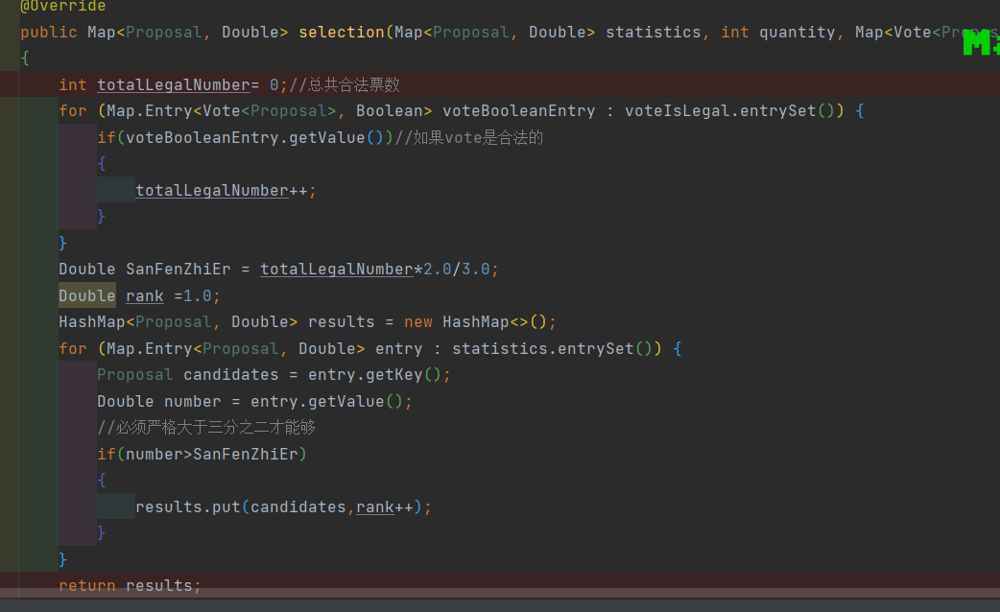 @Override
public Map<Proposal, Double> selection(Map<Proposal, Double> statistics, int quantity, Map<Vote<Propos
{
int totalLegalNumber= 0;//总共合法票数
for (Map.Entry<Vote<Proposal>, Boolean> voteBooleanEntry : voteIsLegal.entrySet()) {
if(voteBooleanEntry.getValue())//如果vote是合法的
{
totalLegalNumber++;
}
}
Double SanFenZhiEr = totalLegalNumber*2.0/3.0;
Double rank =1.0;
HashMap<Proposal, Double> results = new HashMap<>();
for (Map.Entry<Proposal, Double> entry : statistics.entrySet()) {
Proposal candidates = entry.getKey();
Double number = entry.getValue();
//必须严格大于三分之二才能够
if(number>SanFenZhiEr)
{
results.put(candidates,rank++);
}
}
return results;